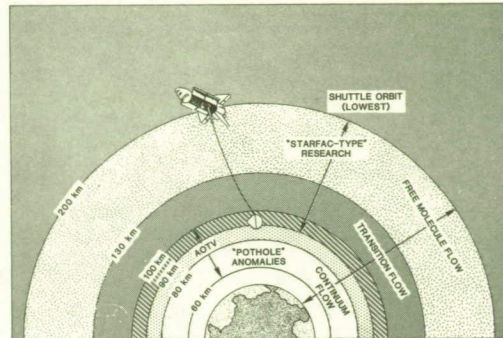 SHUTTLE ORBIT
(LOWEST)
"STARFAC-TYPE"
RESEARCH
200 km
130 km
100 km
90 km
80 km
60 km
AOTV
"POTHOLE"
ANOMALIES
CONTINUUM
FLOW
TRANSITION FLOW
FREE MOLECULE FLOW